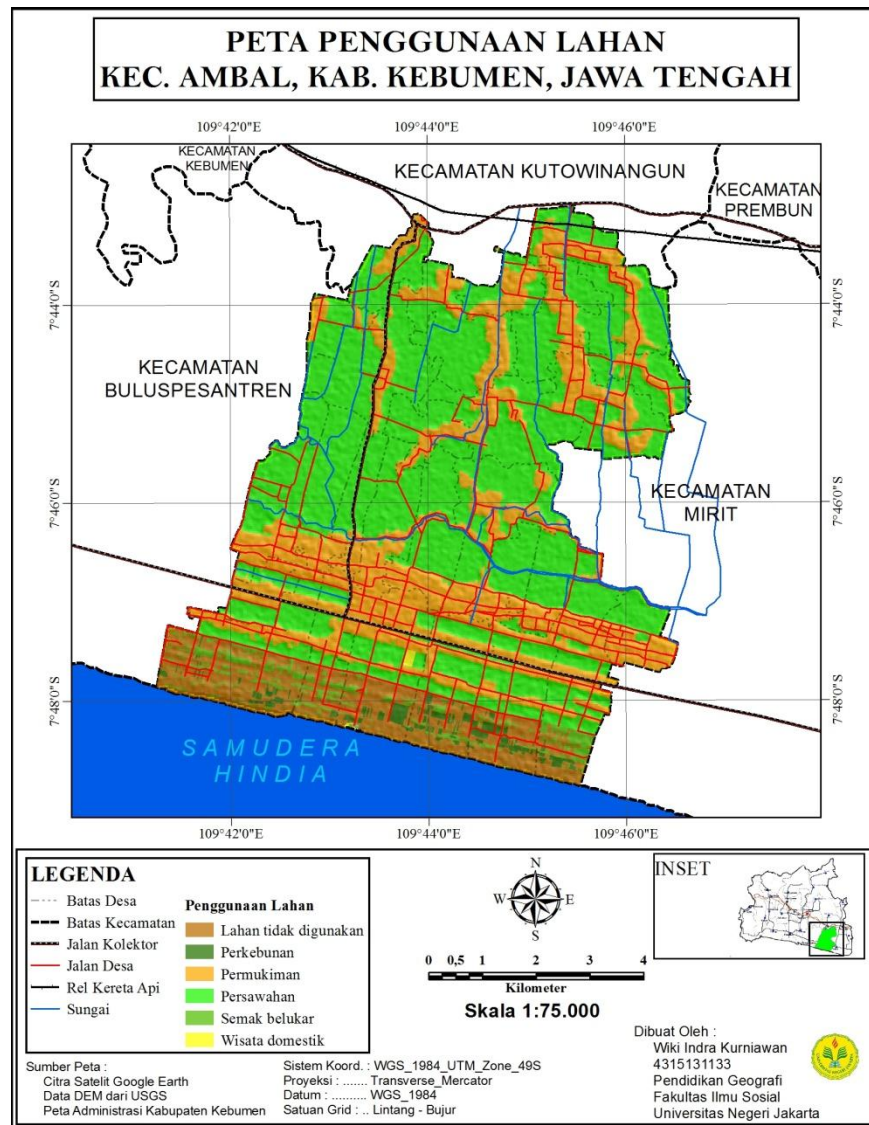 PETA PENGGUNAAN LAHAN
KEC. AMBAL, KAB. KEBUMEN, JAWA TENGAH
109°42'0"E
109°44'0"E
109°46'0"E
KECAMATAN
KEBUMEN
KECAMATAN KUTOWINANGUN
KECAMATAN
PREMBUN
7°44'0"S
7°44'0"S
KECAMATAN
BULUSPESANTREN
KECAMATAN
MIRIT
7°46'0"S
7°46'0"S
7°48'0"S
7°48'0"S
SAMUDERA
HINDIA
109°42'0"E
109°44'0"E
109°46'0"E
LEGENDA
Batas Desa
Batas Kecamatan
Jalan Kolektor
Jalan Desa
Rel Kereta Api
Sungai
Penggunaan Lahan
Lahan tidak digunakan
Perkebunan
Permukiman
Persawahan
Semak belukar
Wisata domestik
N
W E
S
0 0,5 1 2 3 4
Kilometer
Skala 1:75.000
INSET
Sumber Peta :
Citra Satelit Google Earth
Data DEM dari USGS
Peta Administrasi Kabupaten Kebumen
Sistem Koord. : WGS_1984_UTM_Zone_49S
Proyeksi : ....... Transverse_Mercator
Datum : .......... WGS_1984
Satuan Grid : .. Lintang - Bujur
Dibuat Oleh :
Wiki Indra Kurniawan
4315131133
Pendidikan Geografi
Fakultas Ilmu Sosial
Universitas Negeri Jakarta